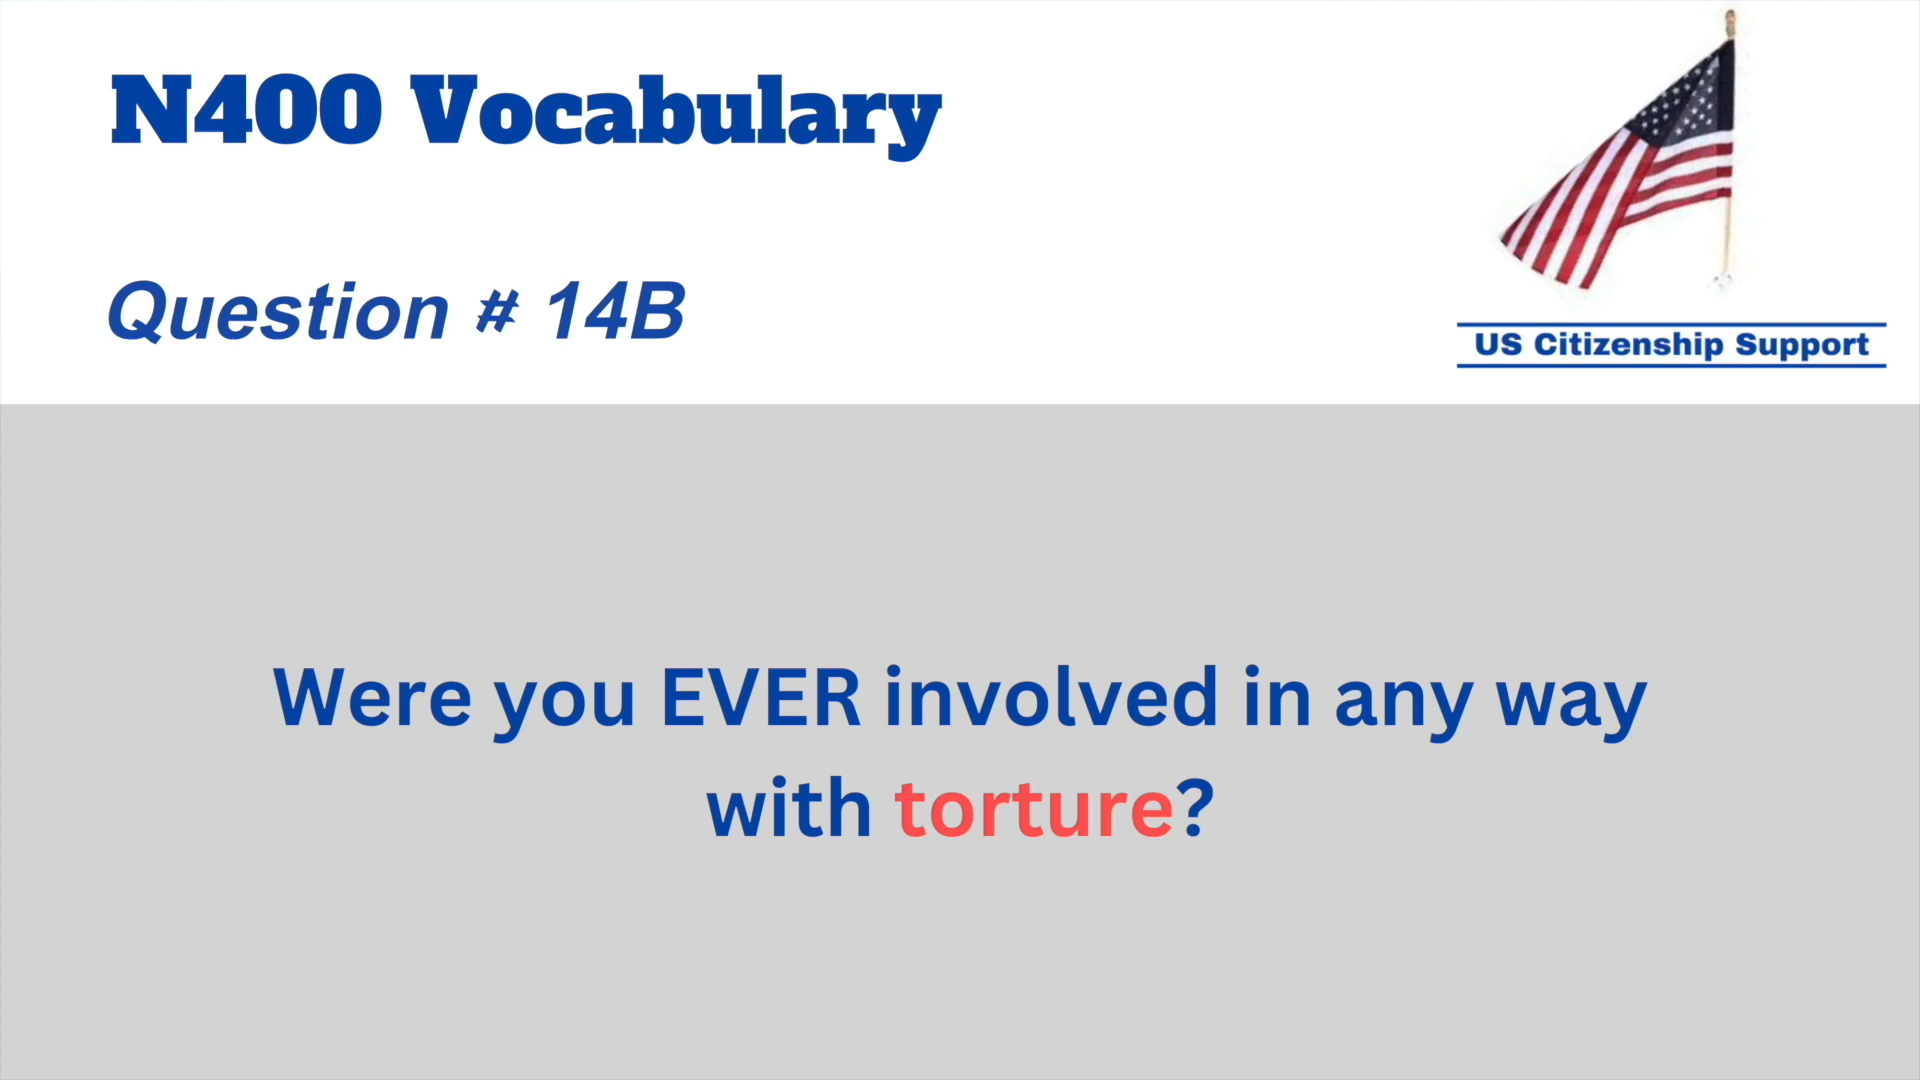 N400 Vocabulary
Question # 14B
US Citizenship Support
Were you EVER involved in any way
with torture?